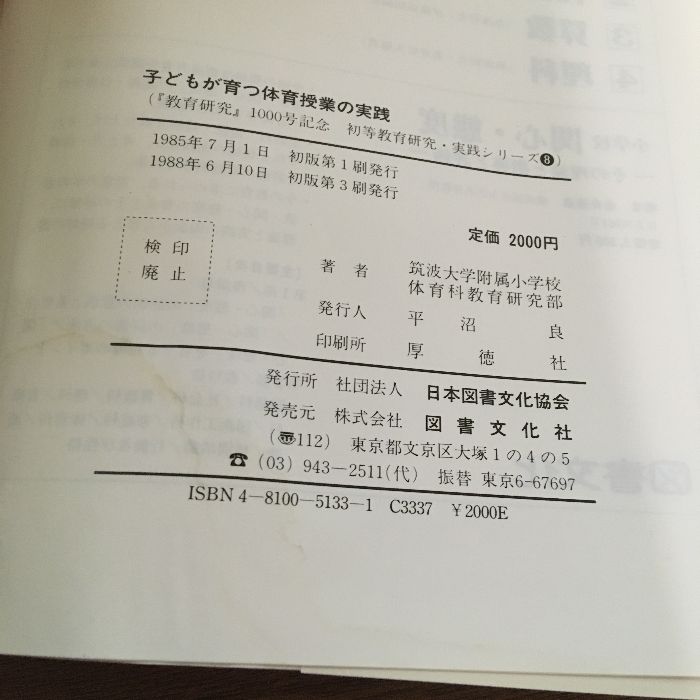 子どもが育つ体育授業の実践
(『教育研究』1000号記念 初等教育研究・実践シリーズ❽)
1985年7月1日 初版第1刷発行
1988年6月10日 初版第3刷発行
定価 2000円
検印
廃止
著者 筑波大学附属小学校
体育科教育研究部
発行人 平沼良
印刷所 厚徳社
発行所 社団法人 日本図書文化協会
発売元 株式会社 図書文化社
(〠112) 東京都文京区大塚1の4の5
☎(03)943-2511(代) 振替 東京6-67697
ISBN 4-8100-5133-1 C3337 ¥2000E
3 算数
4 理科